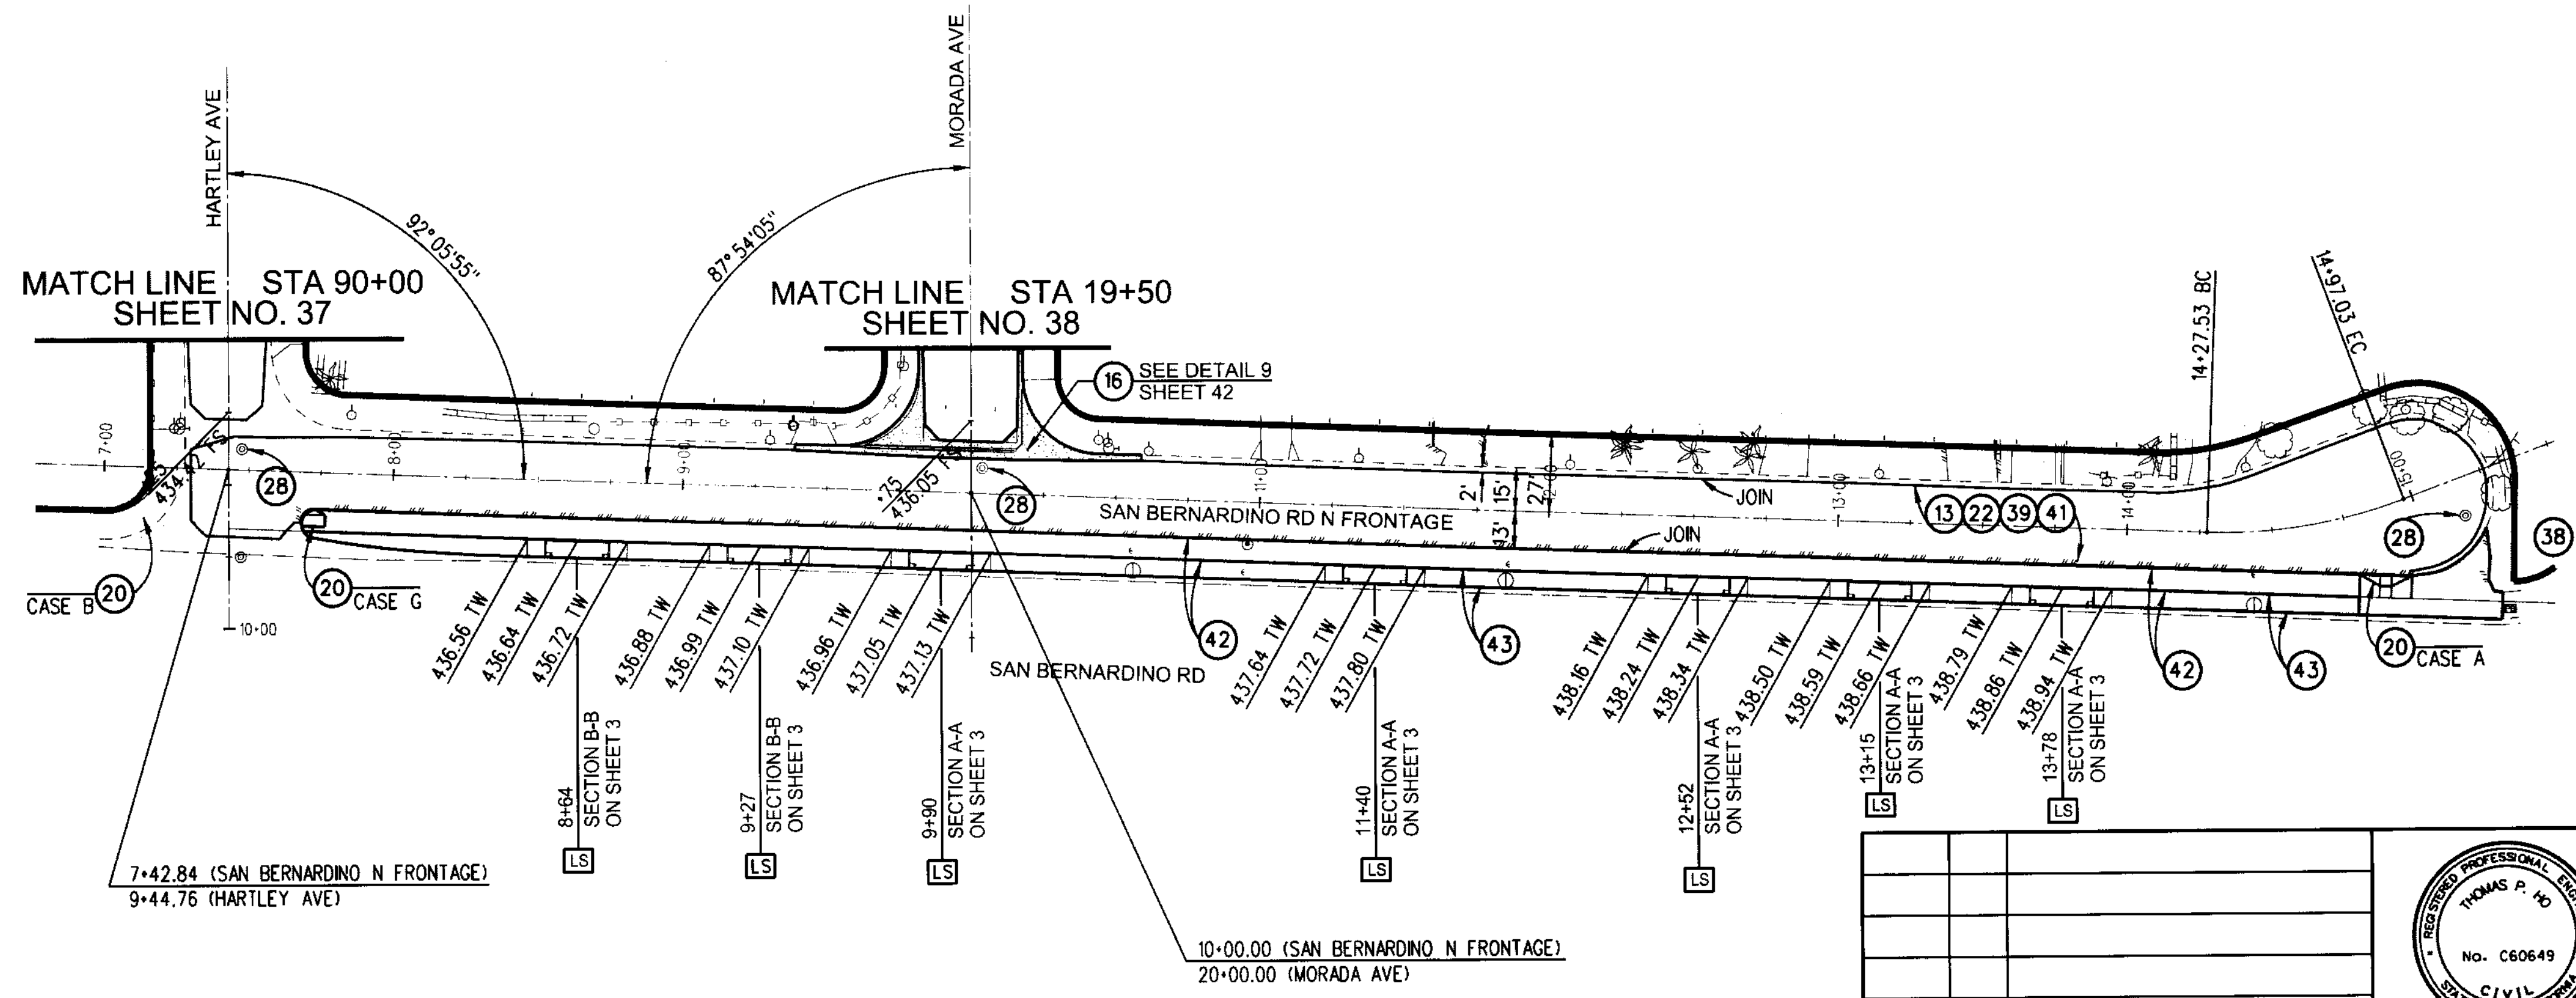 HARTLEY AVE
MORADA AVE
92°05'55"
87°54'05"
MATCH LINE STA 90+00
SHEET NO. 37
MATCH LINE STA 19+50
SHEET NO. 38
14+27.53 BC
14+97.03 EC
16 SEE DETAIL 9
SHEET 42
7+00
8+00
9+00
11+00
12+00
13+00
14+00
15+00
434.42 FS
+75
436.05 FS
28
28
28
2'
15'
27'
13'
JOIN
JOIN
13 22 39 41
SAN BERNARDINO RD N FRONTAGE
38
CASE B 20
20 CASE G
10+00
42
43
42
43
20 CASE A
SAN BERNARDINO RD
436.56 TW
436.64 TW
436.72 TW
436.88 TW
436.99 TW
437.10 TW
436.96 TW
437.05 TW
437.13 TW
437.64 TW
437.72 TW
437.80 TW
438.16 TW
438.24 TW
438.34 TW
438.50 TW
438.59 TW
438.66 TW
438.79 TW
438.86 TW
438.94 TW
8+64
SECTION B-B
ON SHEET 3
LS
9+27
SECTION B-B
ON SHEET 3
LS
9+90
SECTION A-A
ON SHEET 3
LS
11+40
SECTION A-A
ON SHEET 3
LS
12+52
SECTION A-A
ON SHEET 3
LS
13+15
SECTION A-A
ON SHEET 3
LS
13+78
SECTION A-A
ON SHEET 3
LS
7+42.84 (SAN BERNARDINO N FRONTAGE)
9+44.76 (HARTLEY AVE)
10+00.00 (SAN BERNARDINO N FRONTAGE)
20+00.00 (MORADA AVE)
REGISTERED PROFESSIONAL
THOMAS P. HO
No. C60649
CIVIL